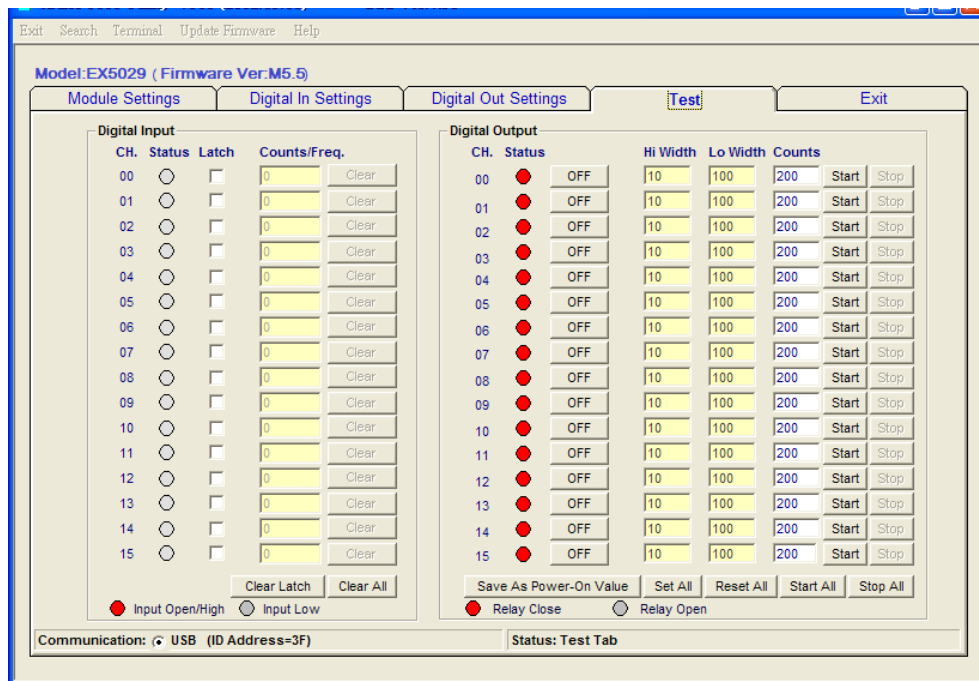 Exit Search Terminal Update Firmware Help
Model:EX5029 ( Firmware Ver:M5.5)
Module Settings Digital In Settings Digital Out Settings Test Exit
Digital Input Digital Output
CH. Status Latch Counts/Freq. CH. Status Hi Width Lo Width Counts
00 0 Clear 00 OFF 10 100 200 Start Stop
01 0 Clear 01 OFF 10 100 200 Start Stop
02 0 Clear 02 OFF 10 100 200 Start Stop
03 0 Clear 03 OFF 10 100 200 Start Stop
04 0 Clear 04 OFF 10 100 200 Start Stop
05 0 Clear 05 OFF 10 100 200 Start Stop
06 0 Clear 06 OFF 10 100 200 Start Stop
07 0 Clear 07 OFF 10 100 200 Start Stop
08 0 Clear 08 OFF 10 100 200 Start Stop
09 0 Clear 09 OFF 10 100 200 Start Stop
10 0 Clear 10 OFF 10 100 200 Start Stop
11 0 Clear 11 OFF 10 100 200 Start Stop
12 0 Clear 12 OFF 10 100 200 Start Stop
13 0 Clear 13 OFF 10 100 200 Start Stop
14 0 Clear 14 OFF 10 100 200 Start Stop
15 0 Clear 15 OFF 10 100 200 Start Stop
Clear Latch Clear All Save As Power-On Value Set All Reset All Start All Stop All
Input Open/High Input Low Relay Close Relay Open
Communication: USB (ID Address=3F) Status: Test Tab